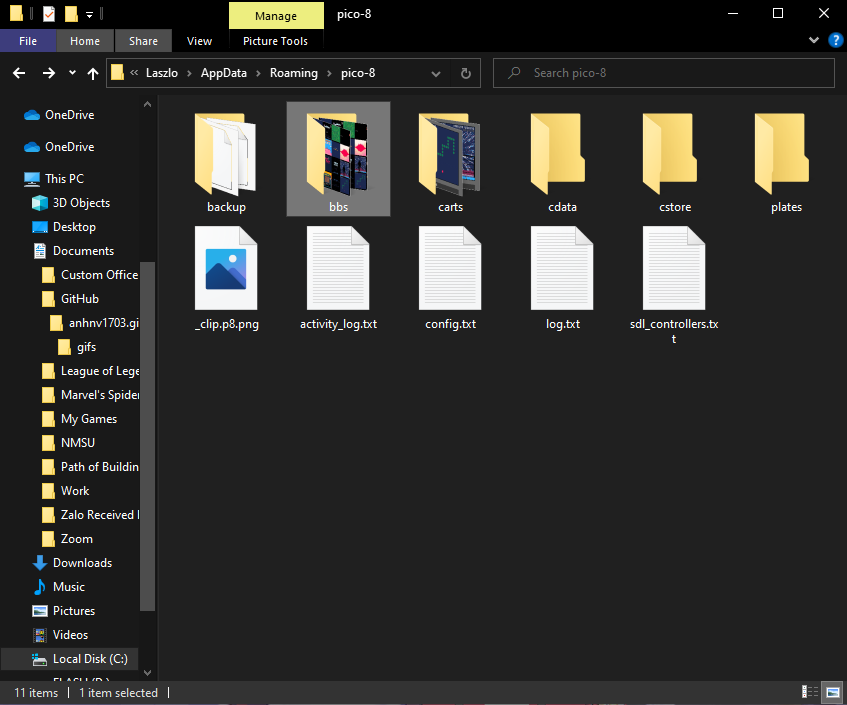 Manage
pico-8
File
Home
Share
View
Picture Tools
« Laszlo > AppData > Roaming > pico-8
Search pico-8
OneDrive
OneDrive
This PC
3D Objects
Desktop
Documents
Custom Office
GitHub
anhnv1703.gi
gifs
League of Lege
Marvel's Spider
My Games
NMSU
Path of Buildin
Work
Zalo Received
Zoom
Downloads
Music
Pictures
Videos
Local Disk (C:)
backup
bbs
carts
cdata
cstore
plates
_clip.p8.png
activity_log.txt
config.txt
log.txt
sdl_controllers.tx
t
11 items
1 item selected